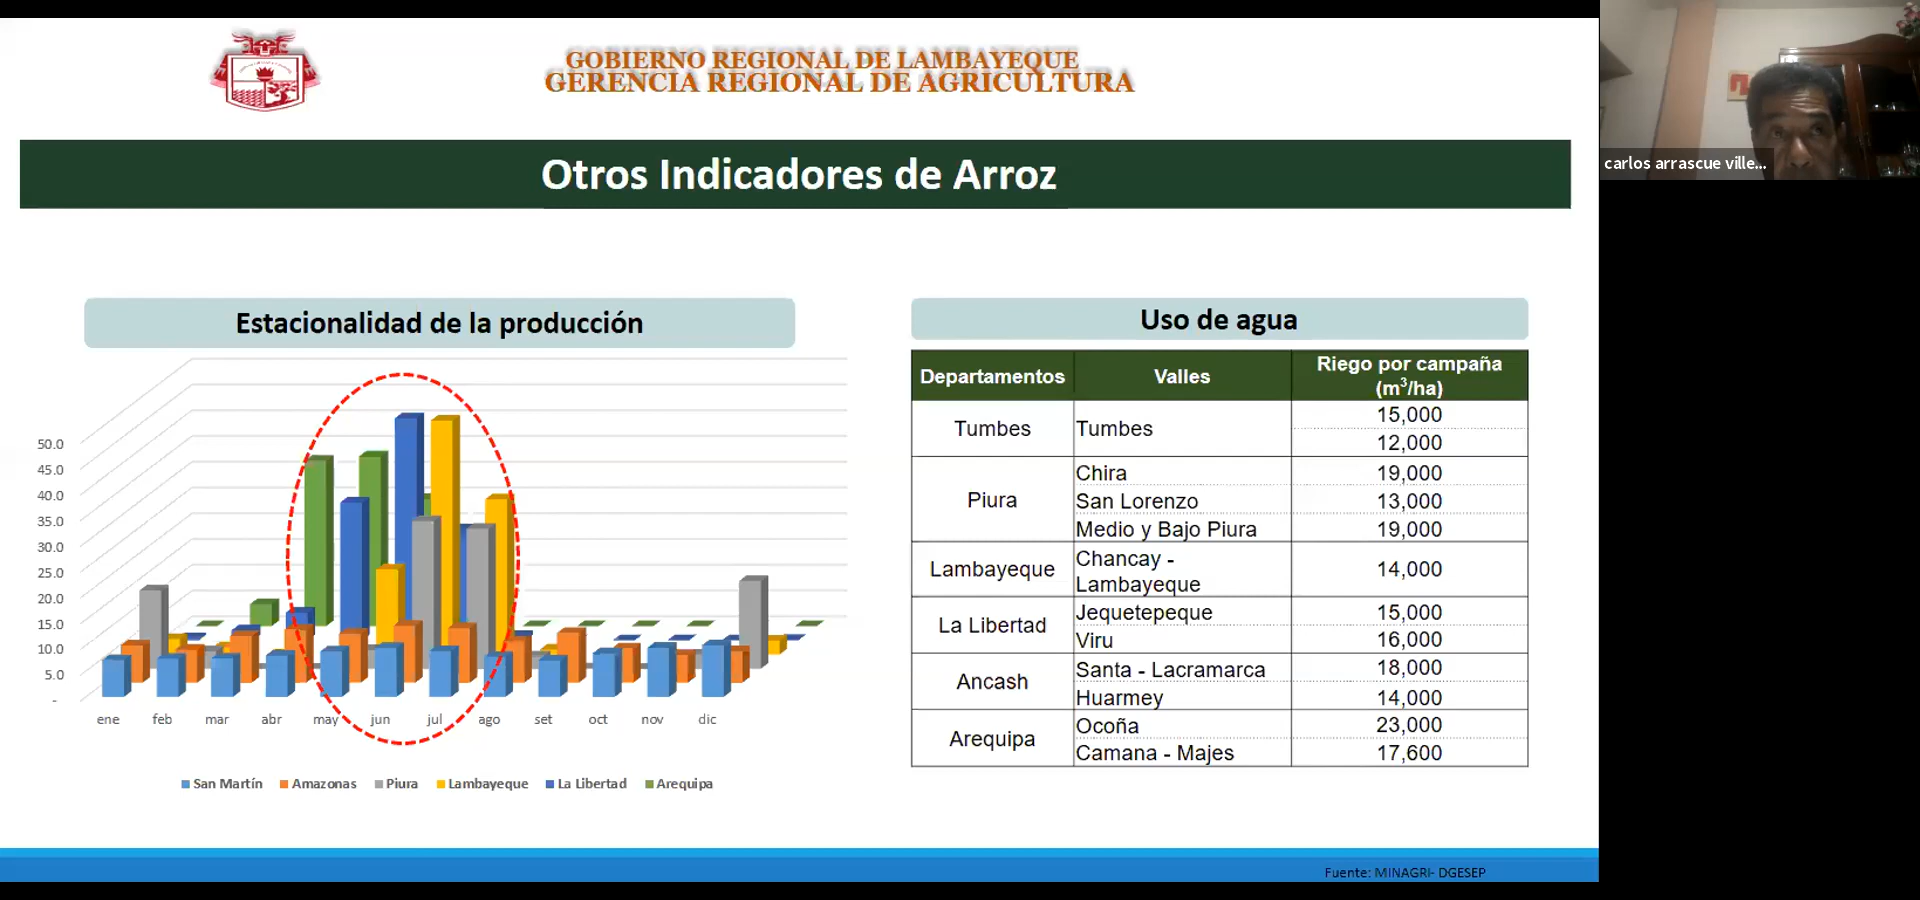 GOBIERNO REGIONAL DE LAMBAYEQUE
GERENCIA REGIONAL DE AGRICULTURA
carlos arrascue ville...
Otros Indicadores de Arroz
Estacionalidad de la producción
50.0
45.0
40.0
35.0
30.0
25.0
20.0
15.0
10.0
5.0
-
ene feb mar abr may jun jul ago set oct nov dic
San Martín Amazonas Piura Lambayeque La Libertad Arequipa
Uso de agua
Departamentos Valles Riego por campaña
(m³/ha)
Tumbes Tumbes 15,000
12,000
Piura Chira 19,000
San Lorenzo 13,000
Medio y Bajo Piura 19,000
Lambayeque Chancay -
Lambayeque 14,000
La Libertad Jequetepeque 15,000
Viru 16,000
Ancash Santa - Lacramarca 18,000
Huarmey 14,000
Arequipa Ocoña 23,000
Camana - Majes 17,600
Fuente: MINAGRI- DGESEP